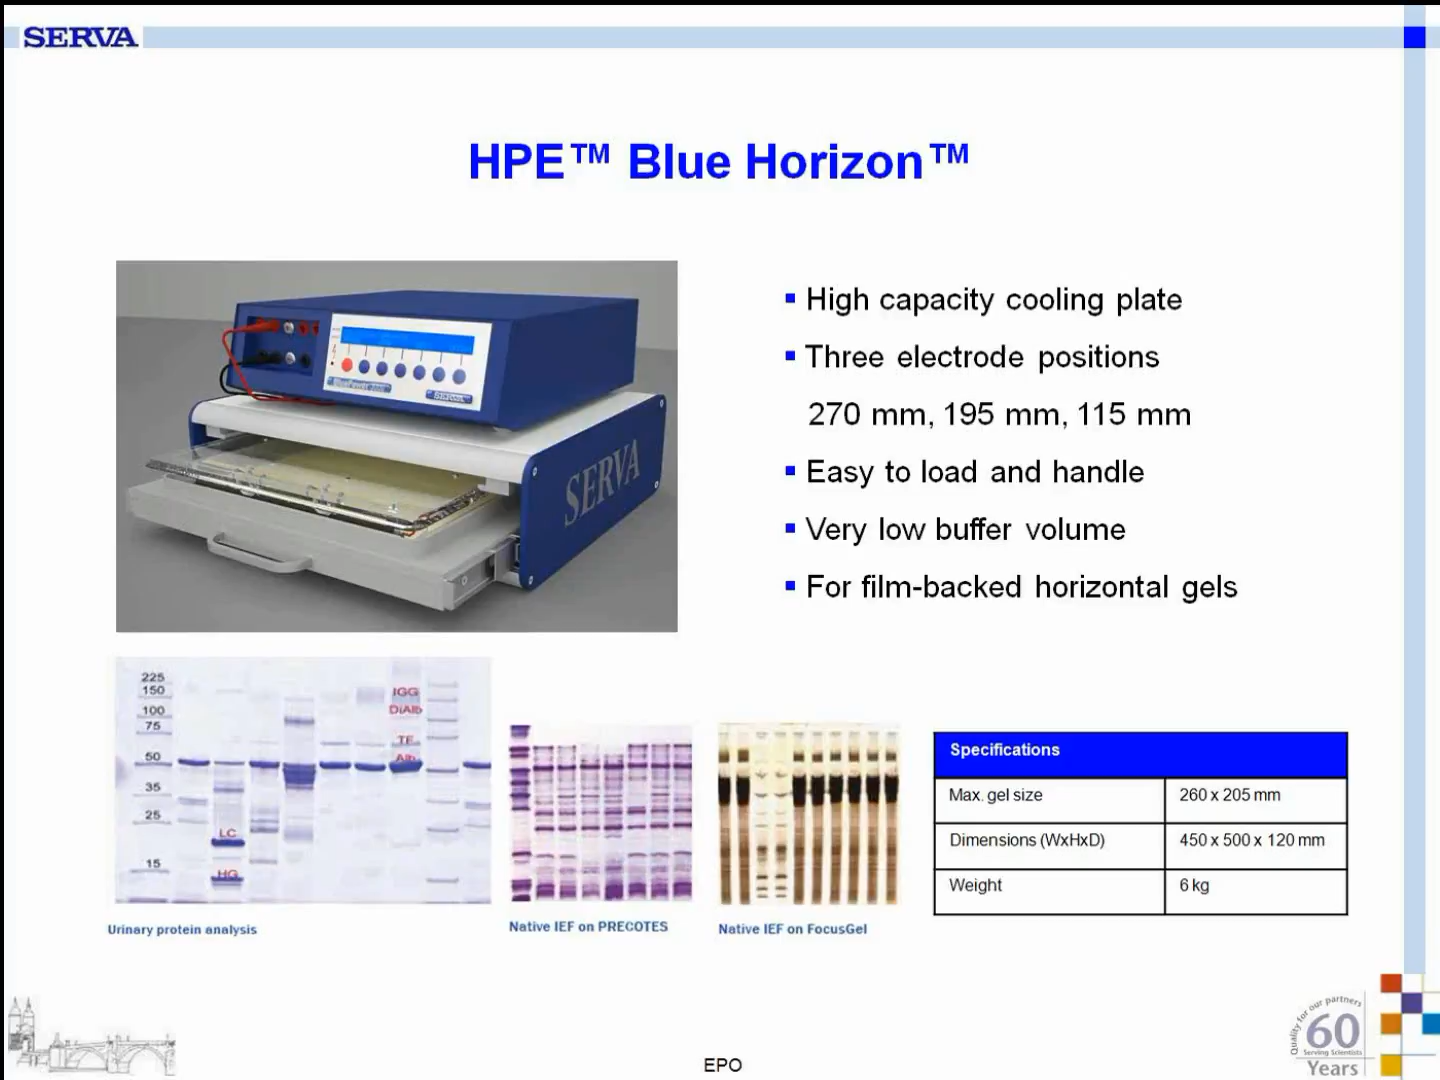 SERVA
HPE™ Blue Horizon™
High capacity cooling plate
Three electrode positions
270 mm, 195 mm, 115 mm
Easy to load and handle
Very low buffer volume
For film-backed horizontal gels
BluePower 3000
SERVA
SERVA
225
150
100
75
50
35
25
15
IGG
DiAlb
TF
Alb
LC
HG
Urinary protein analysis
Native IEF on PRECOTES
Native IEF on FocusGel
Specifications
Max. gel size 260 x 205 mm
Dimensions (WxHxD) 450 x 500 x 120 mm
Weight 6 kg
EPO
Quality for our partners
60
Serving Scientists
Years